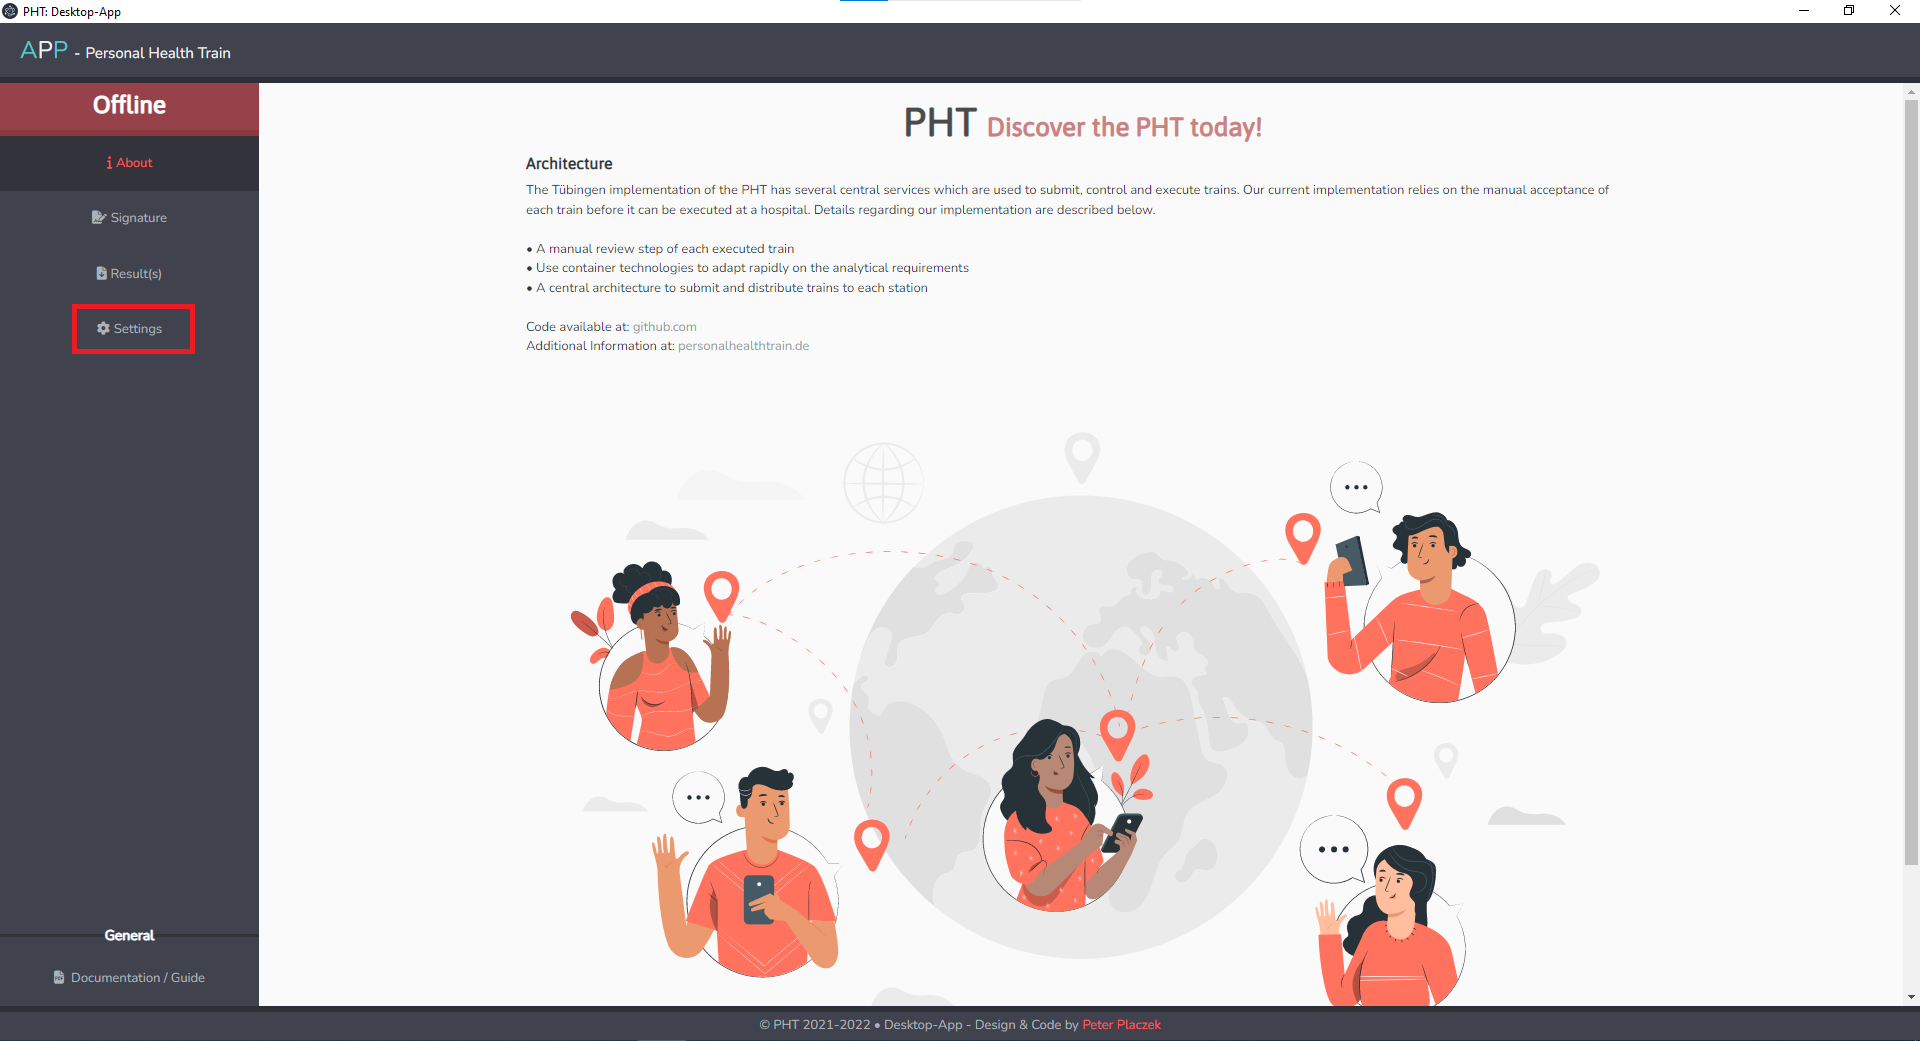 PHT: Desktop-App
APP - Personal Health Train
Offline
About
Signature
Result(s)
Settings
General
Documentation / Guide
PHT Discover the PHT today!
Architecture
The Tübingen implementation of the PHT has several central services which are used to submit, control and execute trains. Our current implementation relies on the manual acceptance of
each train before it can be executed at a hospital. Details regarding our implementation are described below.
• A manual review step of each executed train
• Use container technologies to adapt rapidly on the analytical requirements
• A central architecture to submit and distribute trains to each station
Code available at: github.com
Additional Information at: personalhealthtrain.de
© PHT 2021-2022 • Desktop-App - Design & Code by Peter Placzek